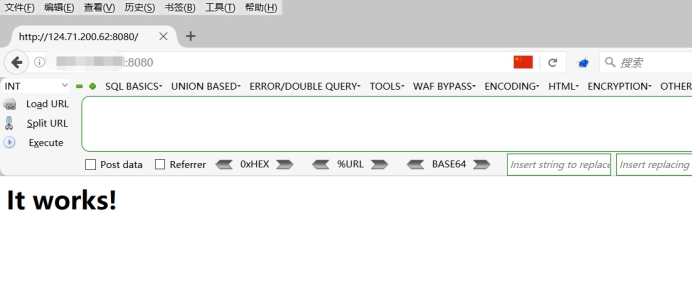 文件(F) 编辑(E) 查看(V) 历史(S) 书签(B) 工具(T) 帮助(H)
http://124.71.200.62:8080/
:8080
搜索
INT SQL BASICS UNION BASED ERROR/DOUBLE QUERY TOOLS WAF BYPASS ENCODING HTML ENCRYPTION OTHER
Load URL
Split URL
Execute
Post data Referrer 0xHEX %URL BASE64 Insert string to replace Insert replacing
It works!